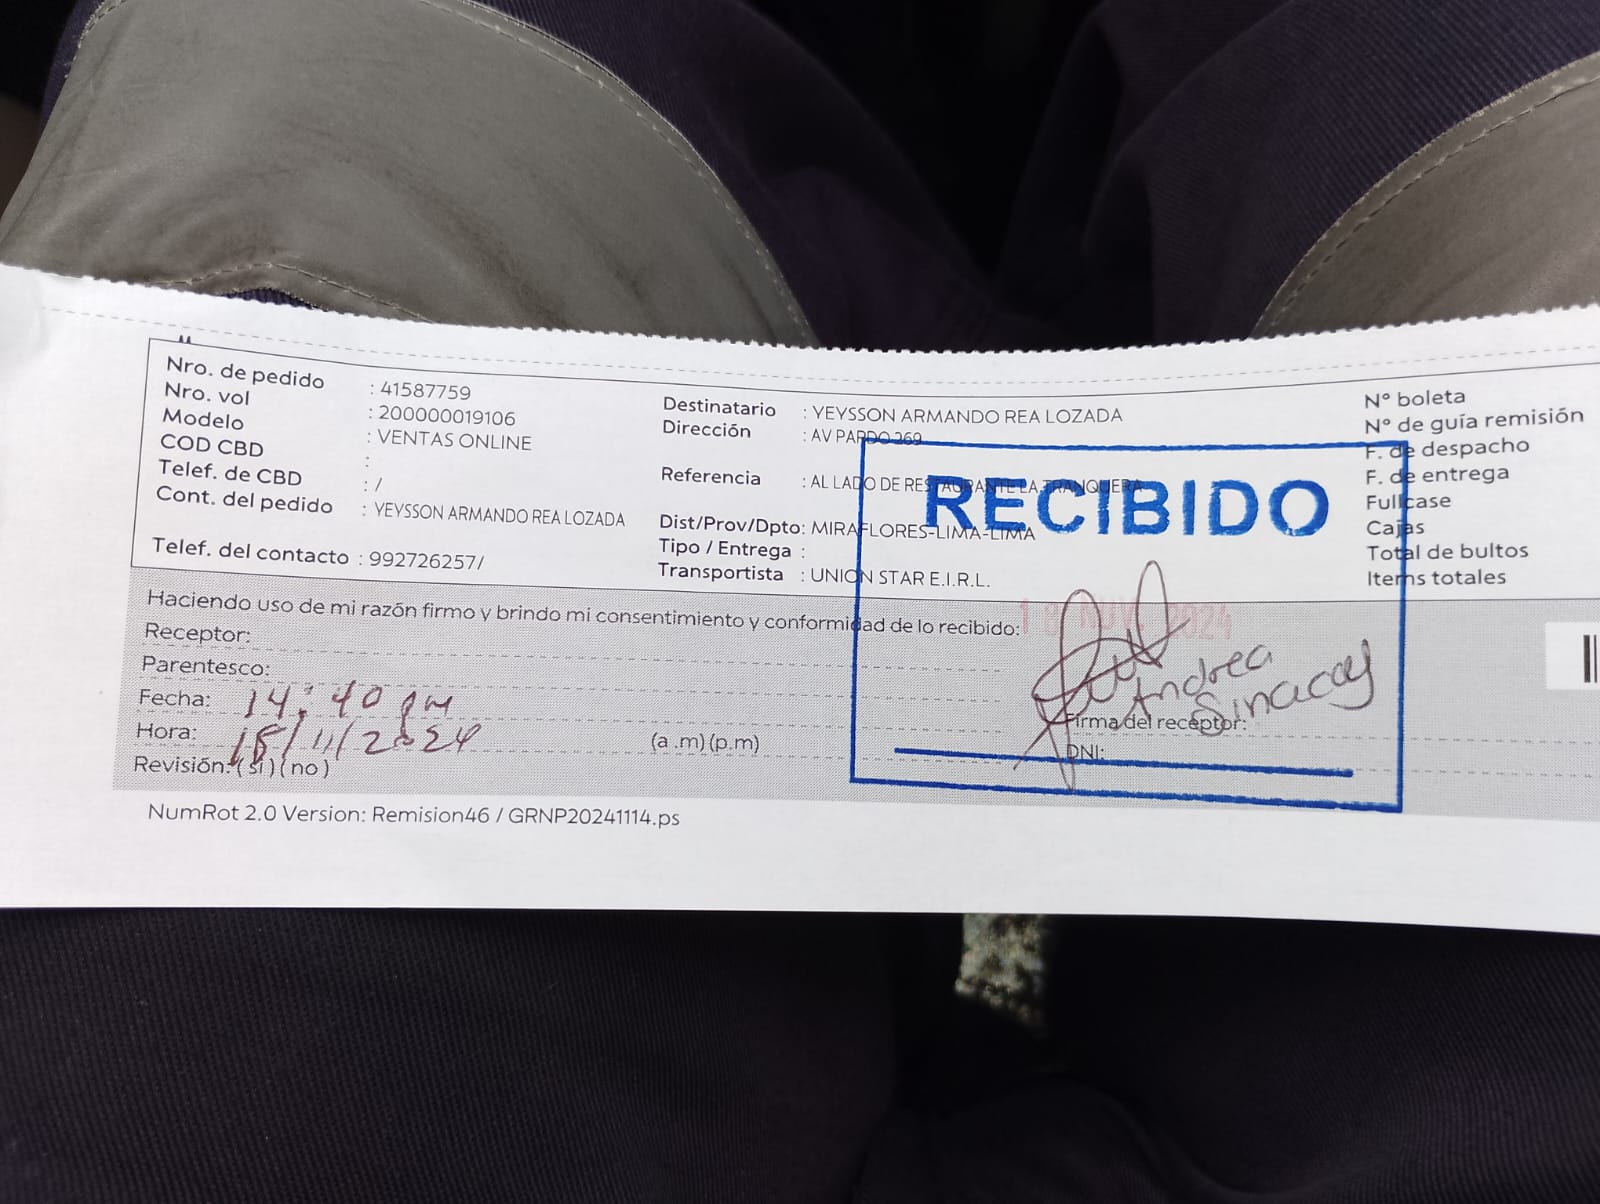 Nro. de pedido : 41587759
Nro. vol : 200000019106
Modelo : VENTAS ONLINE
COD CBD :
Telef. de CBD : /
Cont. del pedido : YEYSSON ARMANDO REA LOZADA
Telef. del contacto : 992726257/
Destinatario : YEYSSON ARMANDO REA LOZADA
Dirección : AV PARDO 269
Referencia : AL LADO DE RESTAURANTE LA TRANQUERA
Dist/Prov/Dpto: MIRAFLORES-LIMA-LIMA
Tipo / Entrega :
Transportista : UNION STAR E.I.R.L.
N° boleta
N° de guía remisión
F. de despacho
F. de entrega
Fullcase
Cajas
Total de bultos
Items totales
RECIBIDO
Haciendo uso de mi razón firmo y brindo mi consentimiento y conformidad de lo recibido:
NOV. 2024
Receptor:
Parentesco:
Fecha: 14:40 pm
Hora: 15/11/2024 (a .m)(p.m)
Revisión:(si)(no)
Andrea
Firma del receptor:
DNI:
NumRot 2.0 Version: Remision46 / GRNP20241114.ps